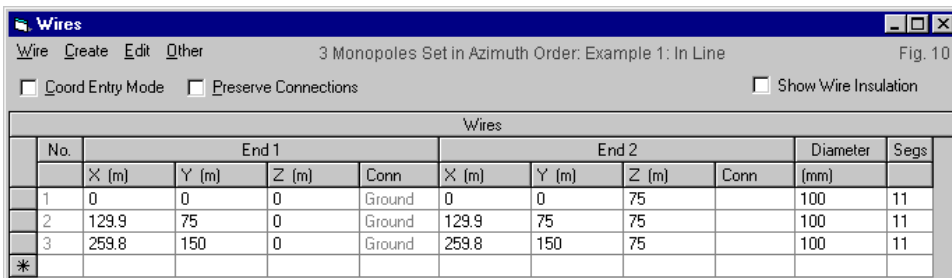 Wires
Wire Create Edit Other 3 Monopoles Set in Azimuth Order: Example 1: In Line Fig. 10
Coord Entry Mode Preserve Connections Show Wire Insulation
Wires
No. End 1 End 2 Diameter Segs
X (m) Y (m) Z (m) Conn X (m) Y (m) Z (m) Conn (mm)
1 0 0 0 Ground 0 0 75 100 11
2 129.9 75 0 Ground 129.9 75 75 100 11
3 259.8 150 0 Ground 259.8 150 75 100 11
*